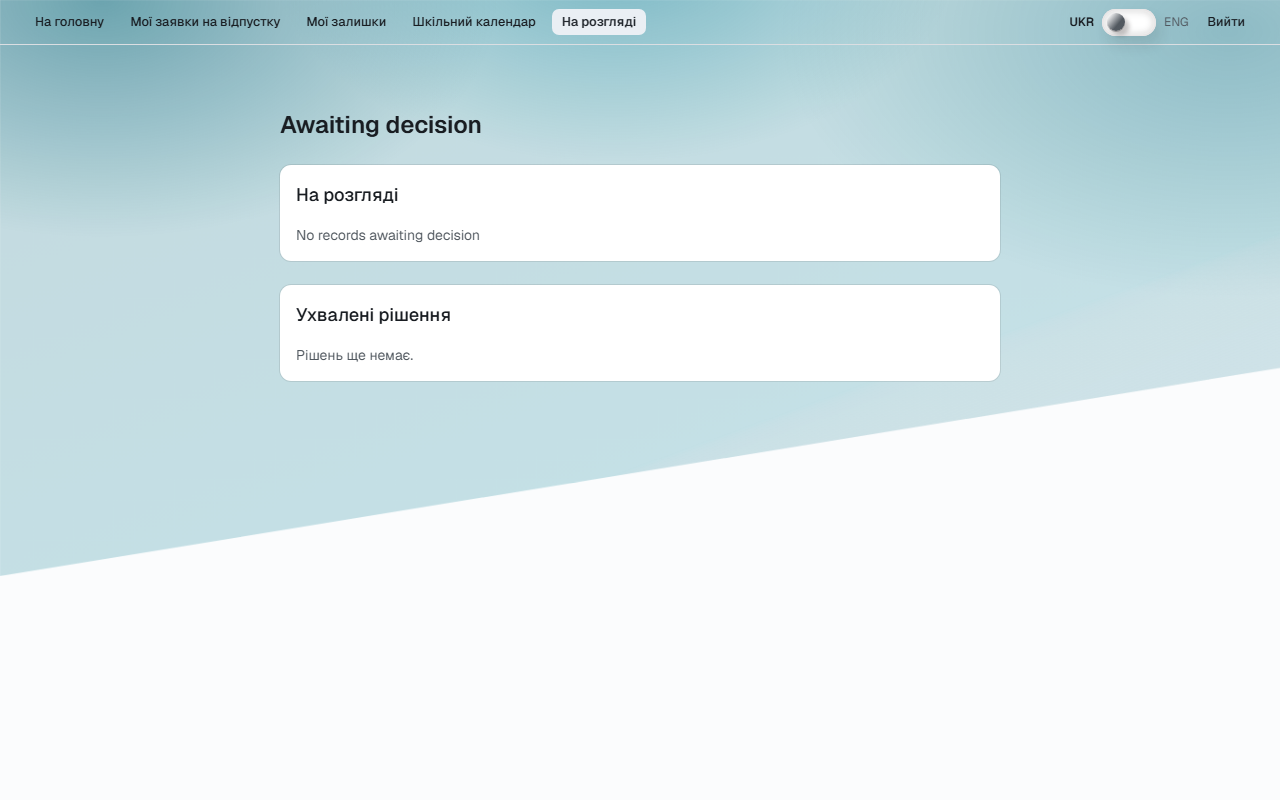 На головну
Мої заявки на відпустку
Мої залишки
Шкільний календар
На розгляді
UKR
ENG
Вийти
Awaiting decision
На розгляді
No records awaiting decision
Ухвалені рішення
Рішень ще немає.